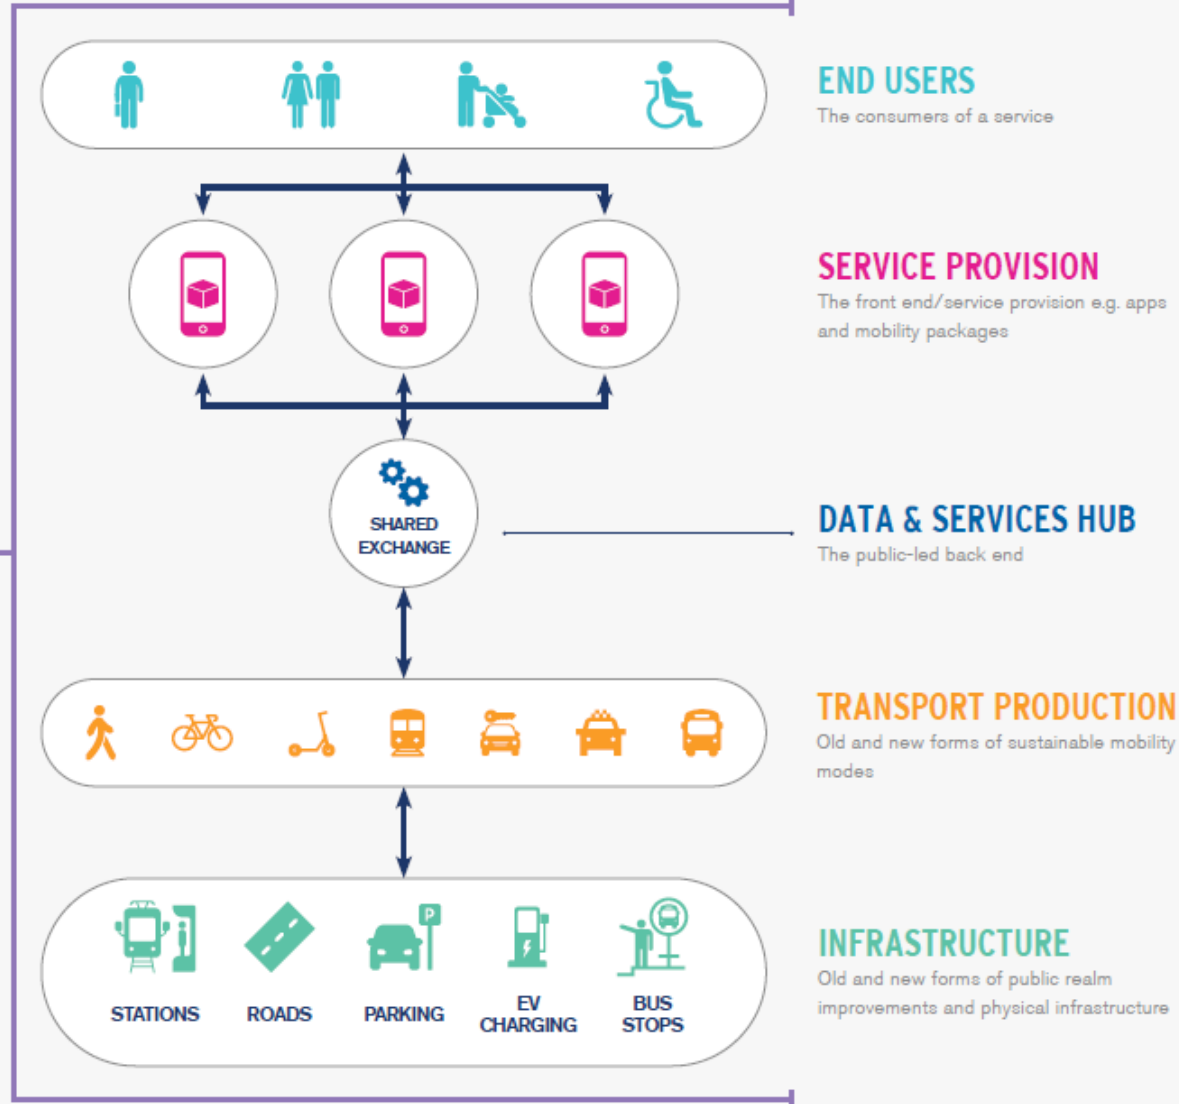 END USERS
The consumers of a service
SERVICE PROVISION
The front end/service provision e.g. apps
and mobility packages
SHARED
EXCHANGE
DATA & SERVICES HUB
The public-led back end
TRANSPORT PRODUCTION
Old and new forms of sustainable mobility
modes
P
STATIONS
ROADS
PARKING
EV
CHARGING
BUS
STOPS
INFRASTRUCTURE
Old and new forms of public realm
improvements and physical infrastructure